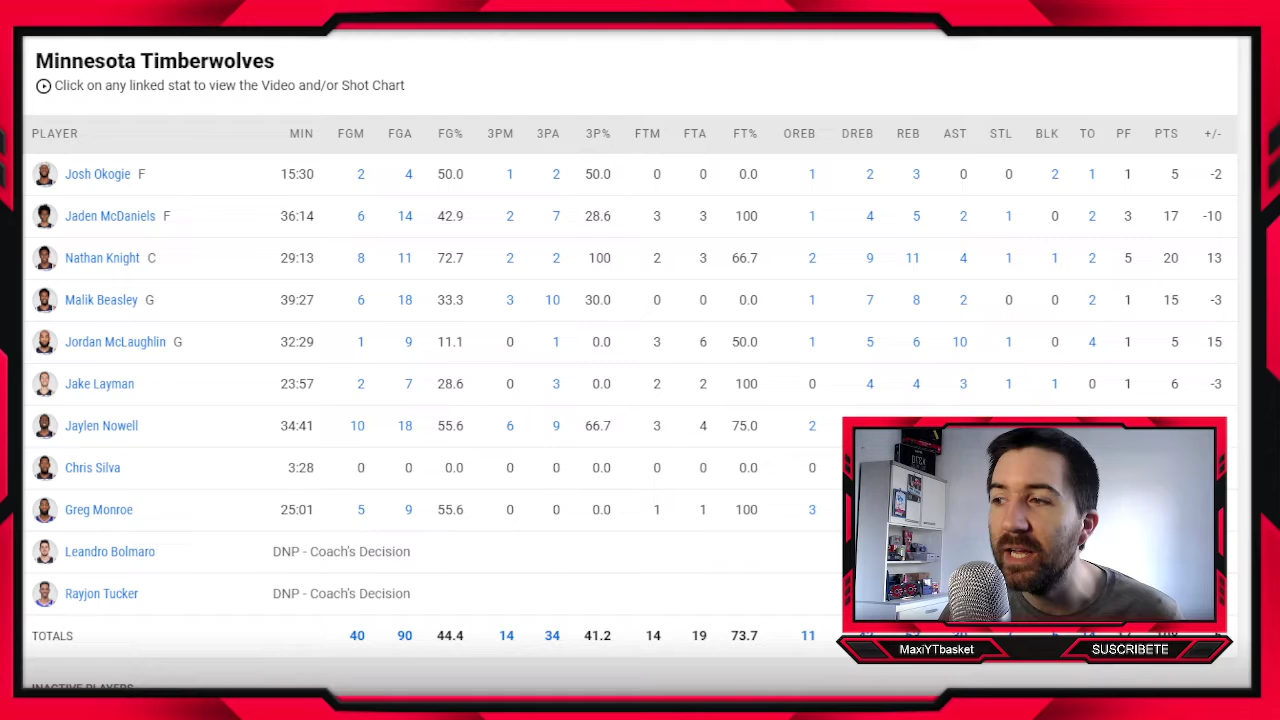 Minnesota Timberwolves
Click on any linked stat to view the Video and/or Shot Chart
PLAYER MIN FGM FGA FG% 3PM 3PA 3P% FTM FTA FT% OREB DREB REB AST STL BLK TO PF PTS +/-
Josh Okogie F 15:30 2 4 50.0 1 2 50.0 0 0 0.0 1 2 3 0 0 2 1 1 5 -2
Jaden McDaniels F 36:14 6 14 42.9 2 7 28.6 3 3 100 1 4 5 2 1 0 2 3 17 -10
Nathan Knight C 29:13 8 11 72.7 2 2 100 2 3 66.7 2 9 11 4 1 1 2 5 20 13
Malik Beasley G 39:27 6 18 33.3 3 10 30.0 0 0 0.0 1 7 8 2 0 0 2 1 15 -3
Jordan McLaughlin G 32:29 1 9 11.1 0 1 0.0 3 6 50.0 1 5 6 10 1 0 4 1 5 15
Jake Layman 23:57 2 7 28.6 0 3 0.0 2 2 100 0 4 4 3 1 1 0 1 6 -3
Jaylen Nowell 34:41 10 18 55.6 6 9 66.7 3 4 75.0 2
Chris Silva 3:28 0 0 0.0 0 0 0.0 0 0 0.0 0
Greg Monroe 25:01 5 9 55.6 0 0 0.0 1 1 100 3
Leandro Bolmaro DNP - Coach's Decision
Rayjon Tucker DNP - Coach's Decision
TOTALS 40 90 44.4 14 34 41.2 14 19 73.7 11
INACTIVE PLAYERS
MaxiYTbasket
SUSCRIBETE